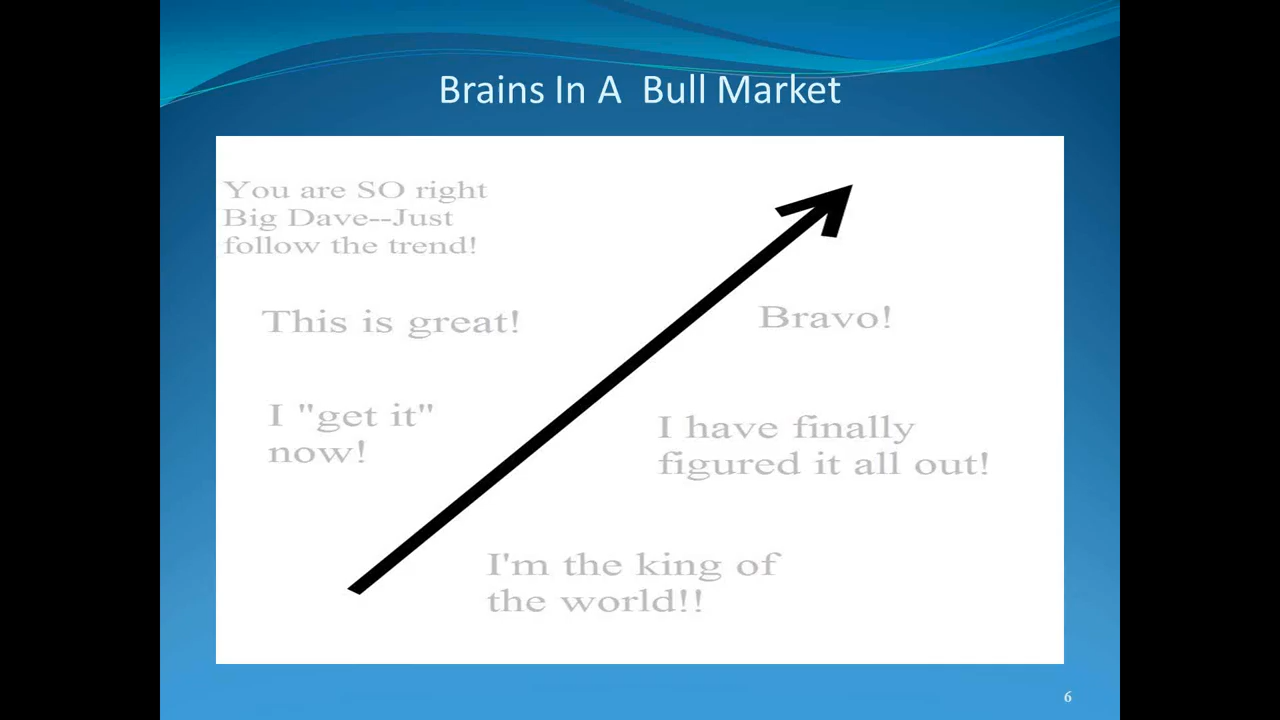 Brains In A Bull Market
You are SO right
Big Dave--Just
follow the trend!
This is great!
Bravo!
I "get it"
now!
I have finally
figured it all out!
I'm the king of
the world!!
6